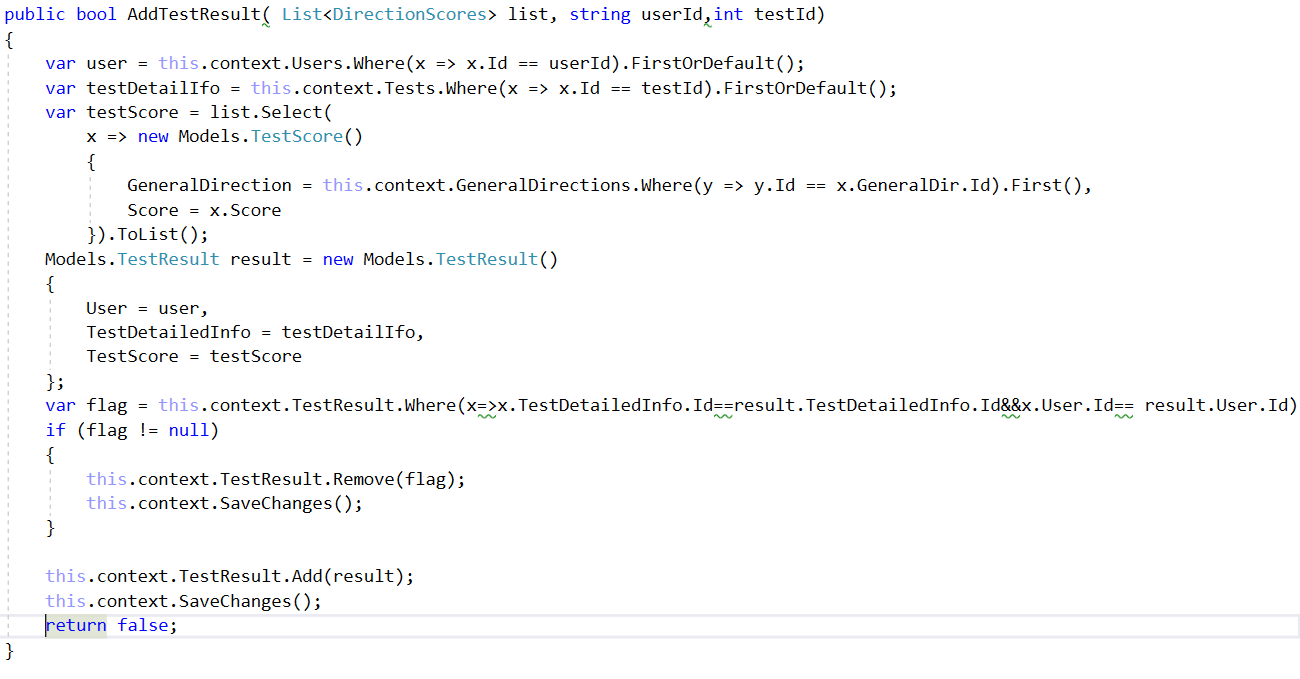 public bool AddTestResult( List<DirectionScores> list, string userId,int testId)
{
var user = this.context.Users.Where(x => x.Id == userId).FirstOrDefault();
var testDetailIfo = this.context.Tests.Where(x => x.Id == testId).FirstOrDefault();
var testScore = list.Select(
x => new Models.TestScore()
{
GeneralDirection = this.context.GeneralDirections.Where(y => y.Id == x.GeneralDir.Id).First(),
Score = x.Score
}).ToList();
Models.TestResult result = new Models.TestResult()
{
User = user,
TestDetailedInfo = testDetailIfo,
TestScore = testScore
};
var flag = this.context.TestResult.Where(x=>x.TestDetailedInfo.Id==result.TestDetailedInfo.Id&&x.User.Id== result.User.Id)
if (flag != null)
{
this.context.TestResult.Remove(flag);
this.context.SaveChanges();
}
this.context.TestResult.Add(result);
this.context.SaveChanges();
return false;
}